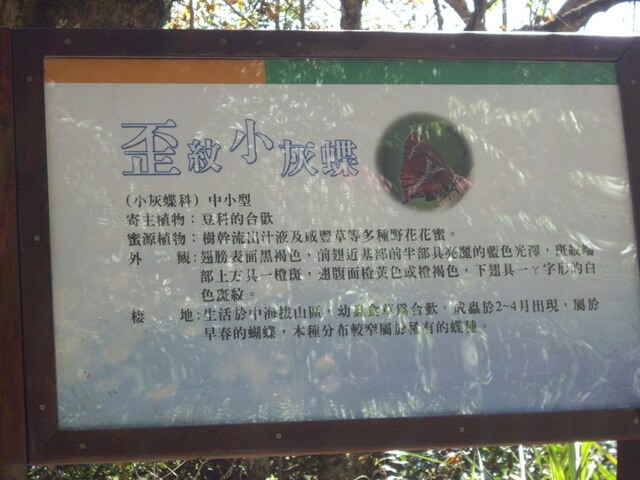 歪紋小灰蝶
(小灰蝶科) 中小型
寄主植物：豆科的合歡
蜜源植物：樹幹流出汁液及咸豐草等多種野花花蜜。
外　　觀：翅膀表面黑褐色，前翅近基部前半部具亮麗的藍色光澤，斑紋端
部上方具一橙斑，翅腹面橙黃色或橙褐色，下翅具一Y字形的白
色斑紋。
棲　　地：生活於中海拔山區，幼蟲食草為合歡，成蟲於2~4月出現，屬於
早春的蝴蝶，本種分布較窄屬於稀有的蝶種。